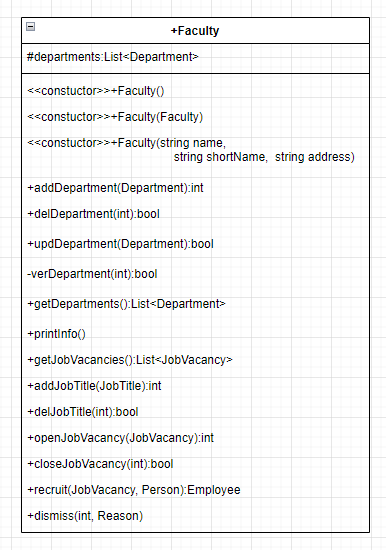 +Faculty
#departments:List<Department>
<<constuctor>>+Faculty()
<<constuctor>>+Faculty(Faculty)
<<constuctor>>+Faculty(string name,
string shortName, string address)
+addDepartment(Department):int
+delDepartment(int):bool
+updDepartment(Department):bool
-verDepartment(int):bool
+getDepartments():List<Department>
+printInfo()
+getJobVacancies():List<JobVacancy>
+addJobTitle(JobTitle):int
+delJobTitle(int):bool
+openJobVacancy(JobVacancy):int
+closeJobVacancy(int):bool
+recruit(JobVacancy, Person):Employee
+dismiss(int, Reason)